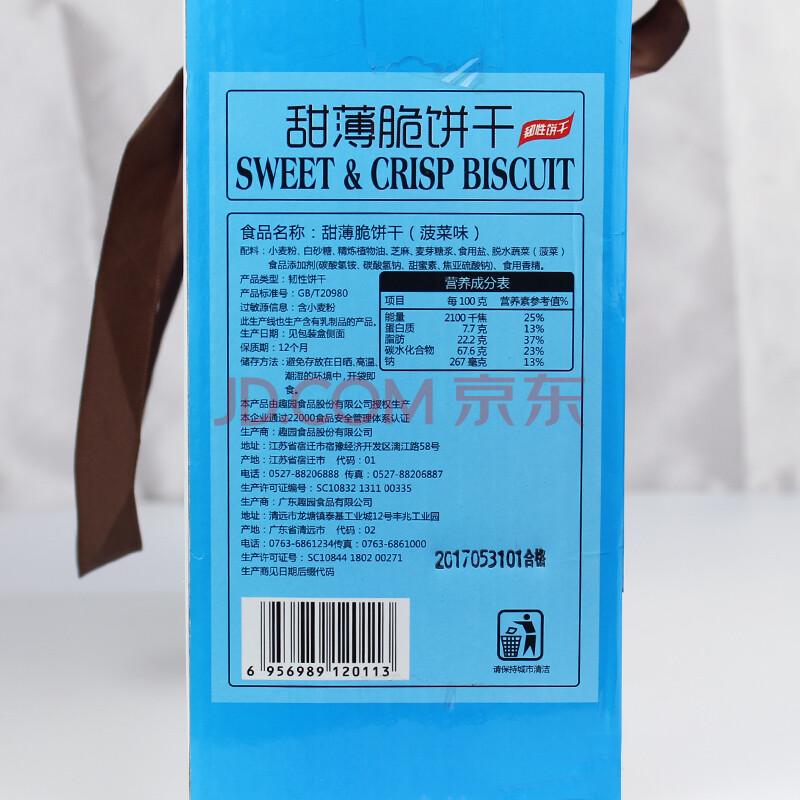 甜薄脆饼干
韧性饼干
SWEET & CRISP BISCUIT
食品名称：甜薄脆饼干（菠菜味）
配料：小麦粉、白砂糖、精炼植物油、芝麻、麦芽糖浆、食用盐、脱水蔬菜（菠菜）
食品添加剂(碳酸氢铵、碳酸氢钠、甜蜜素、焦亚硫酸钠)、食用香精。
产品类型：韧性饼干
产品标准号：GB/T20980
过敏源信息：含小麦粉
此生产线也生产含有乳制品的产品。
生产日期：见包装盒侧面
保质期：12个月
储存方法：避免存放在日晒、高温、
潮湿的环境中，开袋即
食。
营养成分表
项目 每100克 营养素参考值%
能量 2100千焦 25%
蛋白质 7.7克 13%
脂肪 22.2克 37%
碳水化合物 67.6克 23%
钠 267毫克 13%
JD.COM 京东
本产品由趣园食品股份有限公司授权生产
本企业通过22000食品安全管理体系认证
生产商：趣园食品股份有限公司
地址：江苏省宿迁市宿豫经济开发区漓江路58号
产地：江苏省宿迁市 代码：01
电话：0527-88206888 传真：0527-88206887
生产许可证编号：SC10832 1311 00335
生产商：广东趣园食品有限公司
地址：清远市龙塘镇泰基工业城12号丰兆工业园
产地：广东省清远市 代码：02
电话：0763-6861234传真：0763-6861000
生产许可证号：SC10844 1802 00271
生产商见日期后缀代码
2017053101合格
6 956989 120113
请保持城市清洁